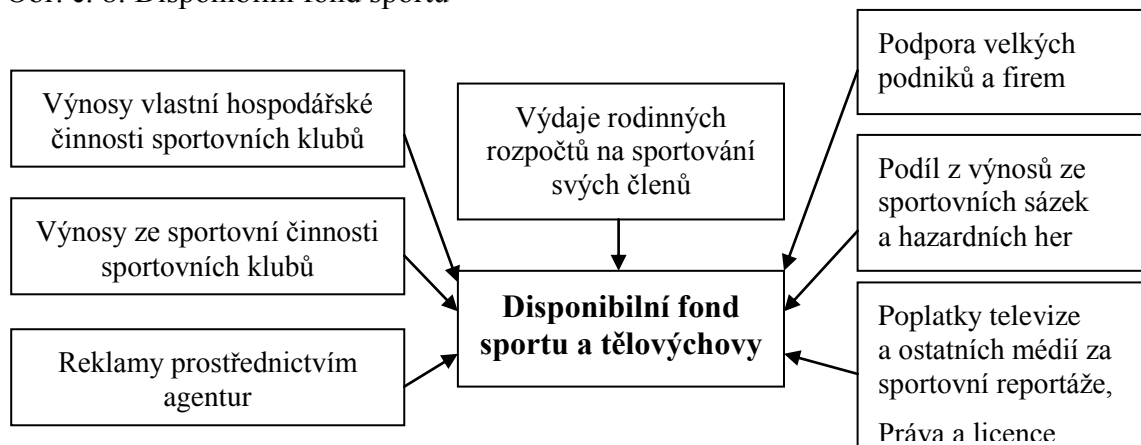 Obr. č. 8: Disponibilní fond sportu
Výnosy vlastní hospodářské
činnosti sportovních klubů
Výnosy ze sportovní činnosti
sportovních klubů
Reklamy prostřednictvím
agentur
Výdaje rodinných
rozpočtů na sportování
svých členů
Disponibilní fond
sportu a tělovýchovy
Podpora velkých
podniků a firem
Podíl z výnosů ze
sportovních sázek
a hazardních her
Poplatky televize
a ostatních médií za
sportovní reportáže,
Práva a licence